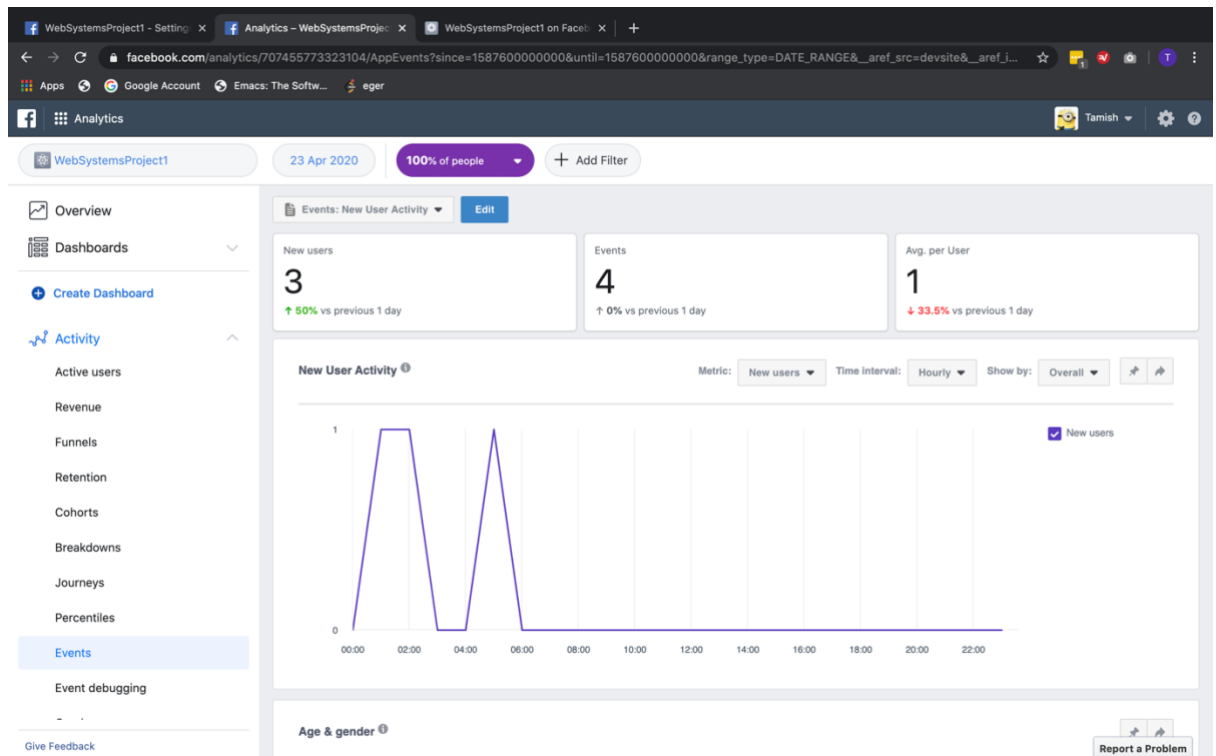 WebSystemsProject1 - Setting
Analytics – WebSystemsProjec
WebSystemsProject1 on Faceb
facebook.com/analytics/707455773323104/AppEvents?since=1587600000000&until=1587600000000&range_type=DATE_RANGE&__aref_src=devsite&__aref_i...
1
T
Apps
Google Account
Emacs: The Softw...
eger
Analytics
Tamish
WebSystemsProject1
23 Apr 2020
100% of people
Add Filter
Overview
Dashboards
Create Dashboard
Activity
Active users
Revenue
Funnels
Retention
Cohorts
Breakdowns
Journeys
Percentiles
Events
Event debugging
Give Feedback
Events: New User Activity
Edit
New users
3
↑ 50% vs previous 1 day
Events
4
↑ 0% vs previous 1 day
Avg. per User
1
↓ 33.5% vs previous 1 day
New User Activity
Metric: New users
Time interval: Hourly
Show by: Overall
1
0
00:00 02:00 04:00 06:00 08:00 10:00 12:00 14:00 16:00 18:00 20:00 22:00
New users
Age & gender
Report a Problem